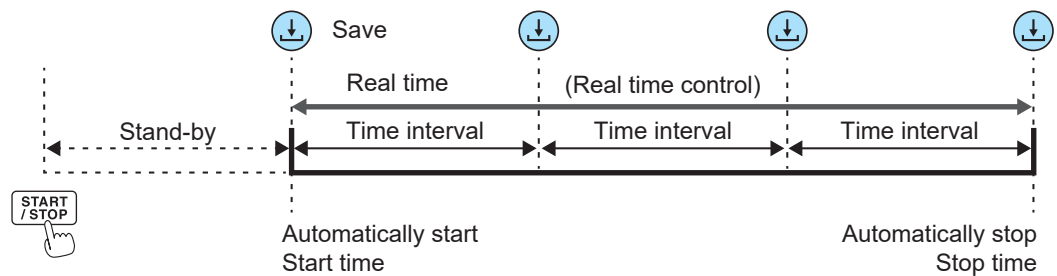 Save
Real time (Real time control)
Stand-by Time interval Time interval Time interval
START
/ STOP
Automatically start Automatically stop
Start time Stop time